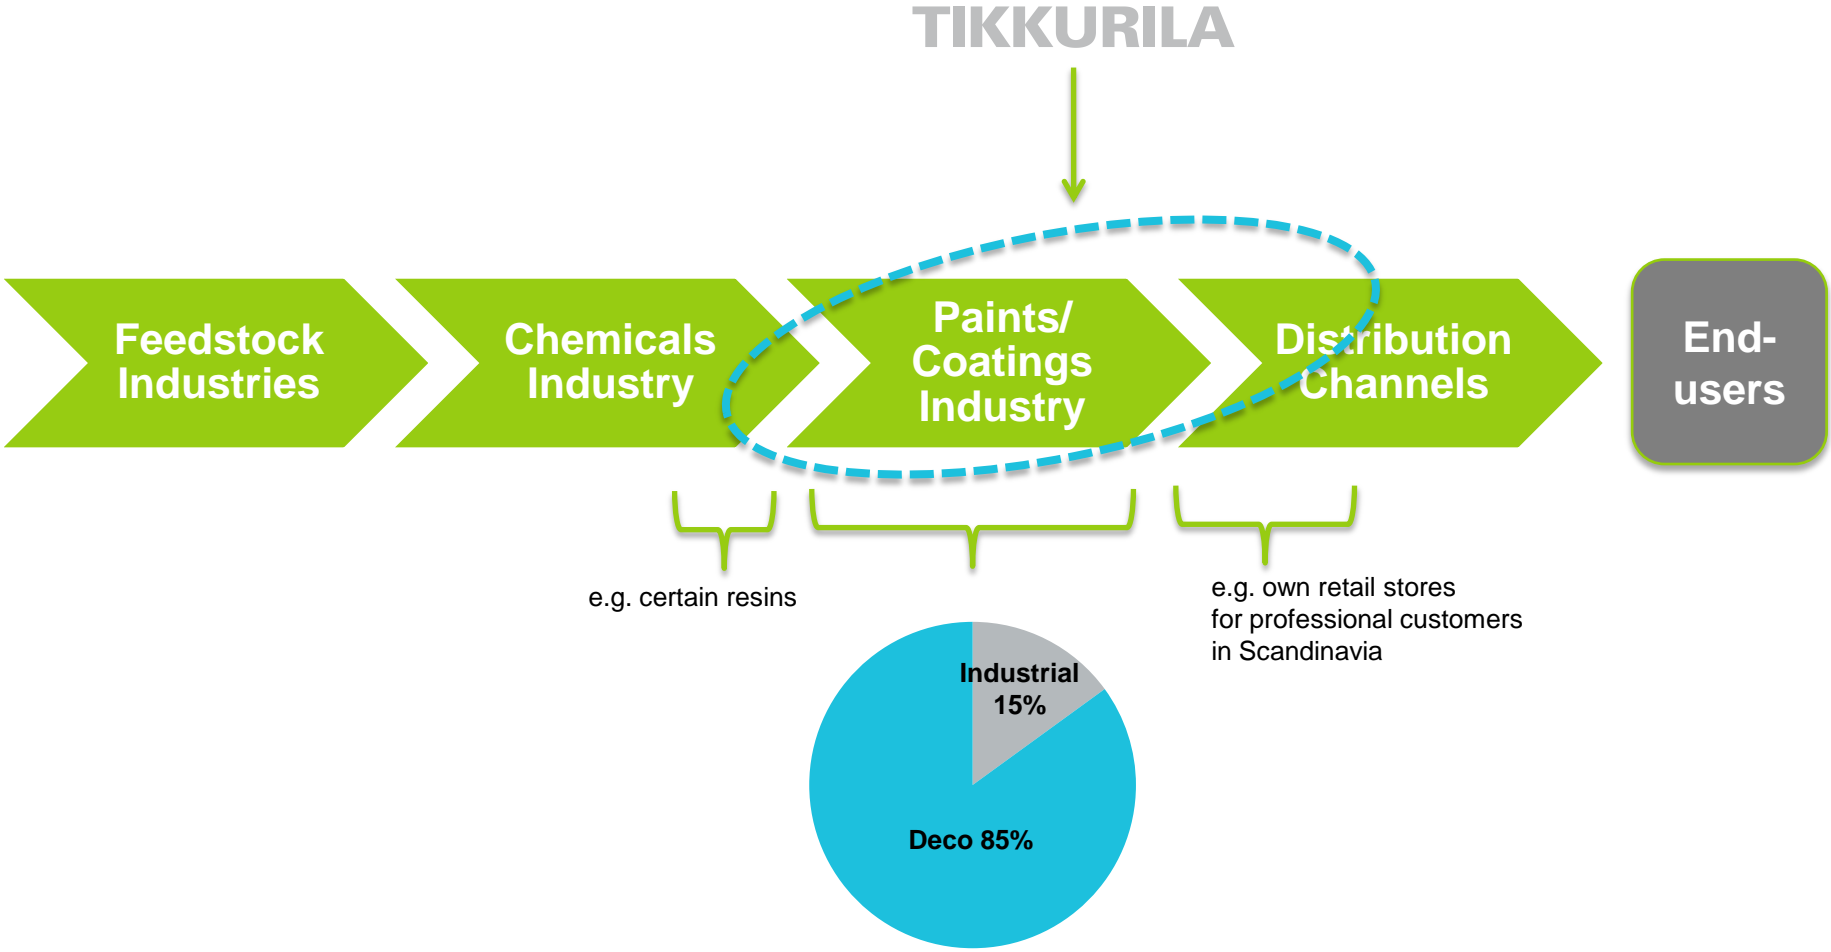 TIKKURILA
Feedstock
Industries
Chemicals
Industry
Paints/
Coatings
Industry
Distribution
Channels
End-
users
e.g. certain resins
e.g. own retail stores
for professional customers
in Scandinavia
Industrial
15%
Deco 85%